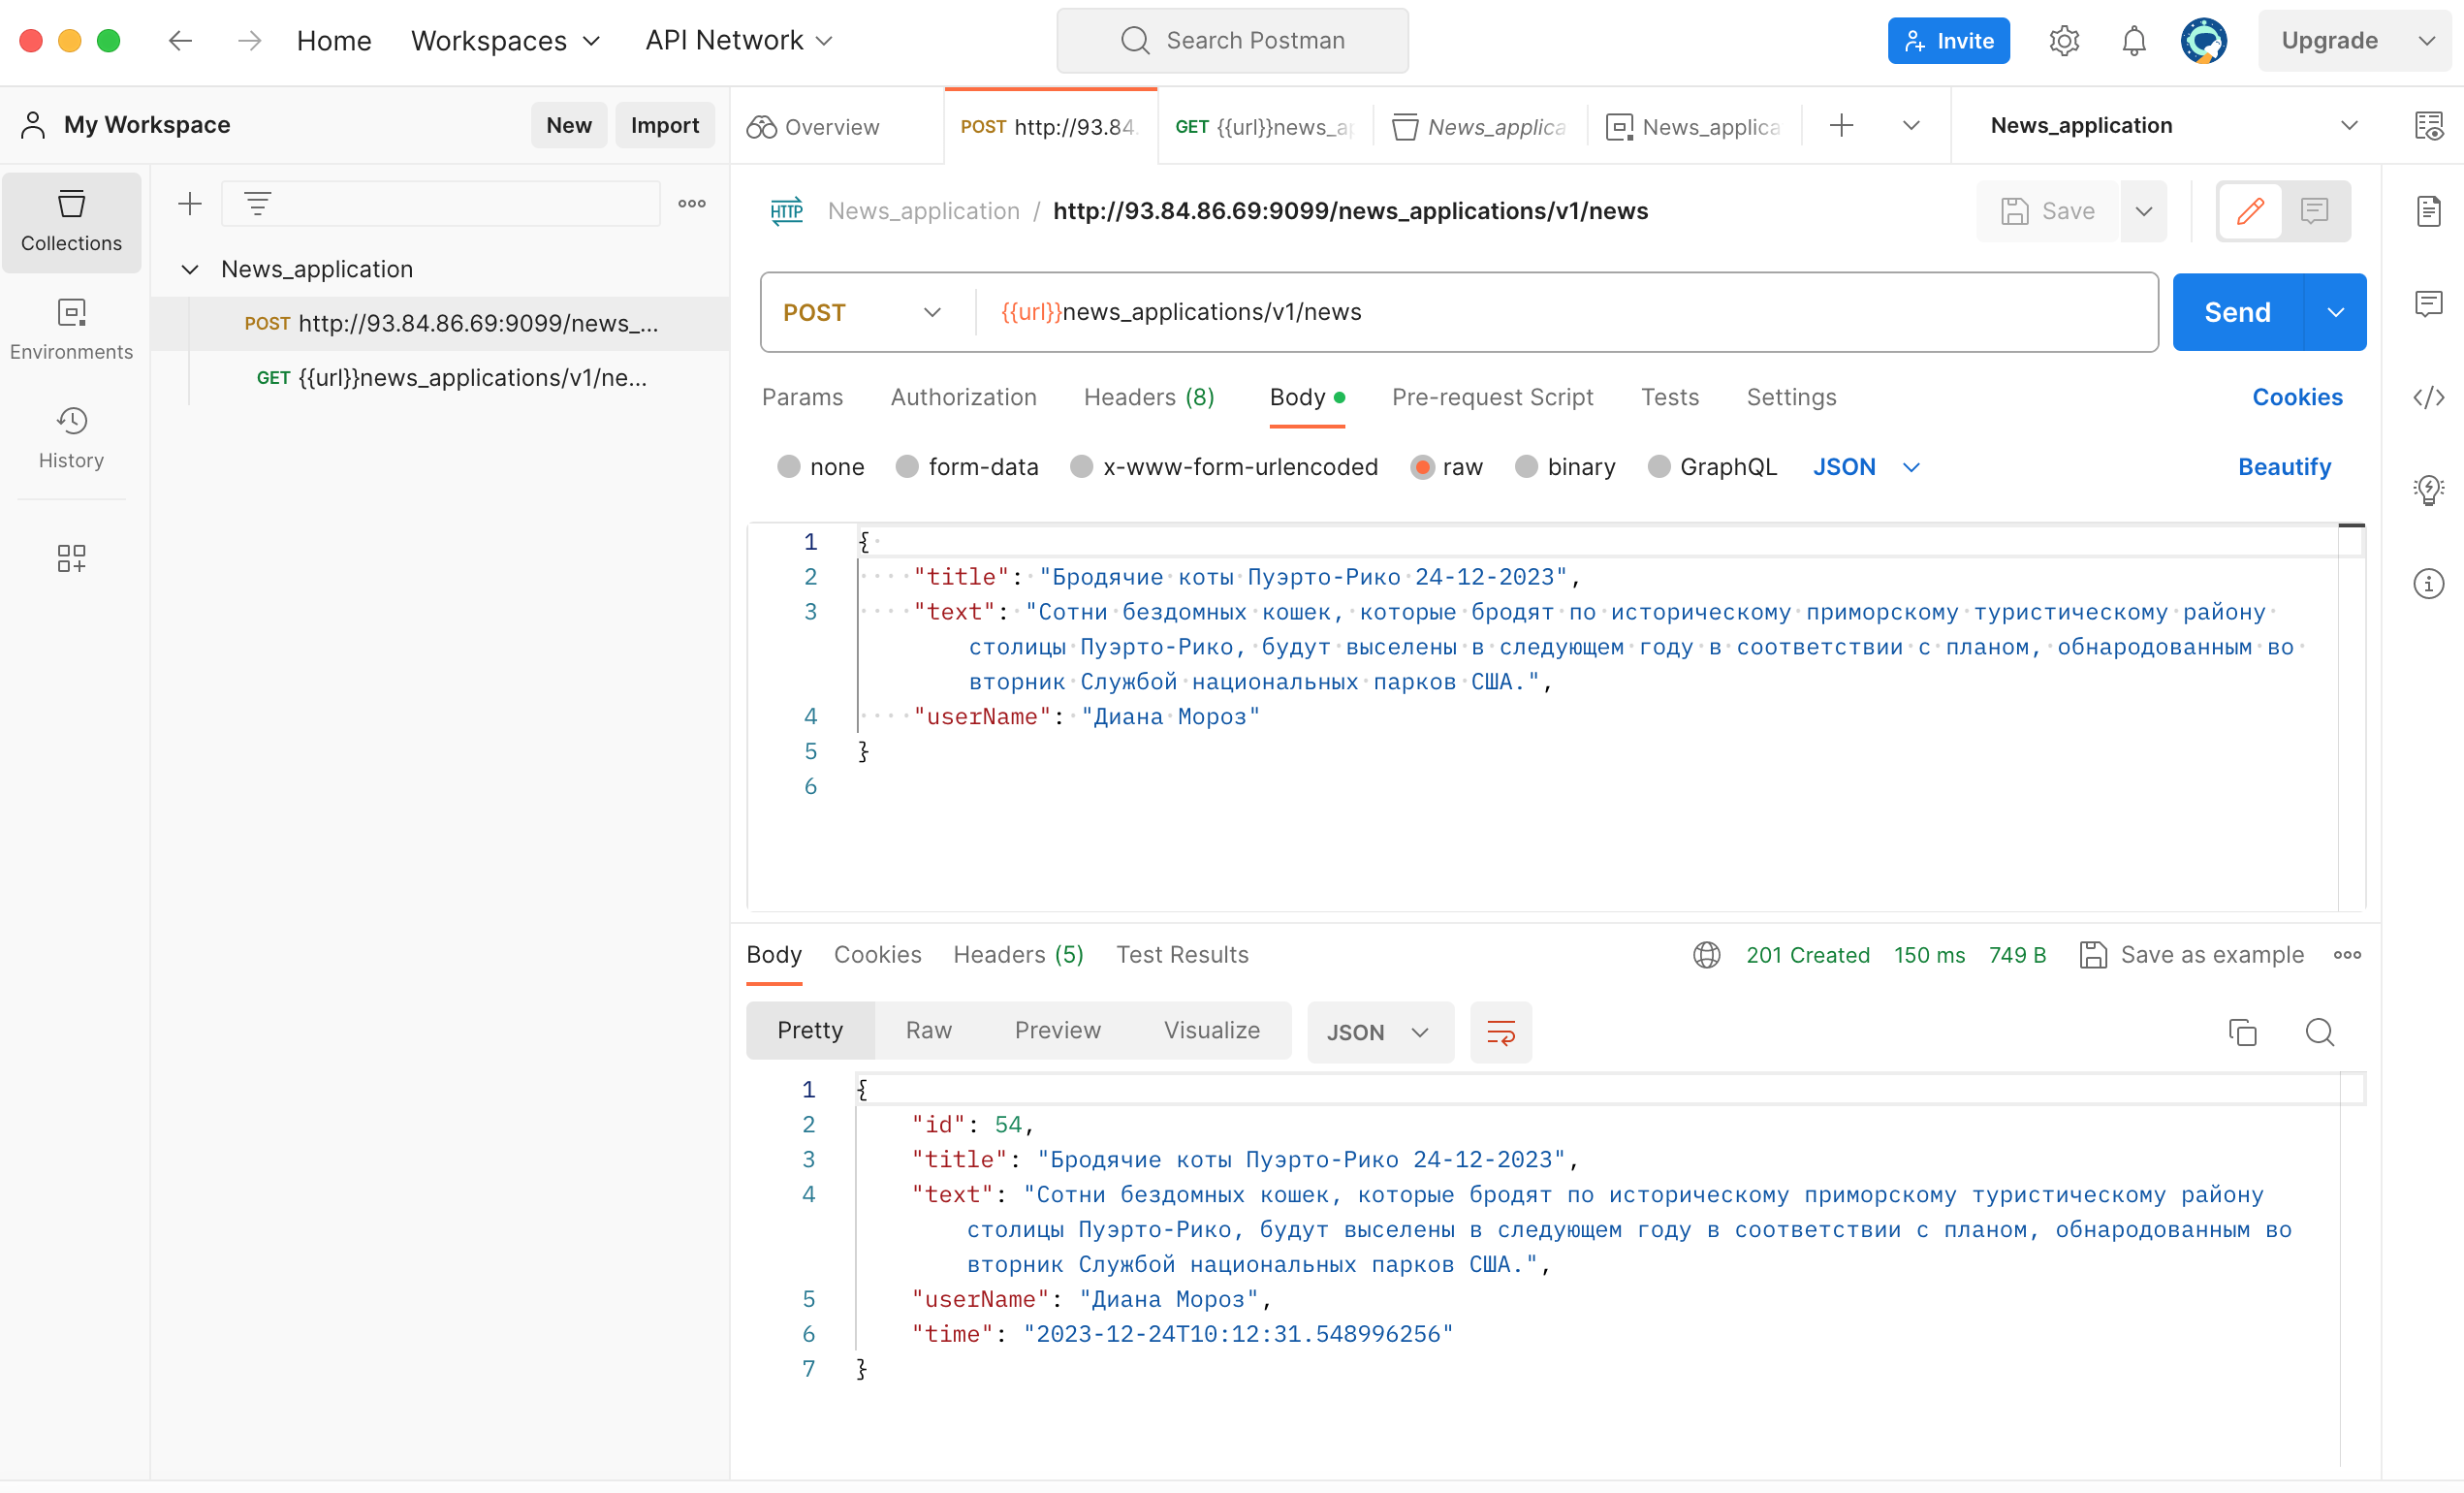 Home Workspaces API Network Search Postman Invite Upgrade
My Workspace New Import Overview POST http://93.84. GET {{url}}news_ap News_applica News_applica News_application
Collections
Environments
History
News_application
POST http://93.84.86.69:9099/news_...
GET {{url}}news_applications/v1/ne...
HTTP News_application / http://93.84.86.69:9099/news_applications/v1/news Save
POST {{url}}news_applications/v1/news Send
Params Authorization Headers (8) Body Pre-request Script Tests Settings Cookies
none form-data x-www-form-urlencoded raw binary GraphQL JSON Beautify
1 {
2 "title": "Бродячие коты Пуэрто-Рико 24-12-2023",
3 "text": "Сотни бездомных кошек, которые бродят по историческому приморскому туристическому району
столицы Пуэрто-Рико, будут выселены в следующем году в соответствии с планом, обнародованным во
вторник Службой национальных парков США.",
4 "userName": "Диана Мороз"
5 }
6
Body Cookies Headers (5) Test Results 201 Created 150 ms 749 B Save as example
Pretty Raw Preview Visualize JSON
1 {
2 "id": 54,
3 "title": "Бродячие коты Пуэрто-Рико 24-12-2023",
4 "text": "Сотни бездомных кошек, которые бродят по историческому приморскому туристическому району
столицы Пуэрто-Рико, будут выселены в следующем году в соответствии с планом, обнародованным во
вторник Службой национальных парков США.",
5 "userName": "Диана Мороз",
6 "time": "2023-12-24T10:12:31.548996256"
7 }